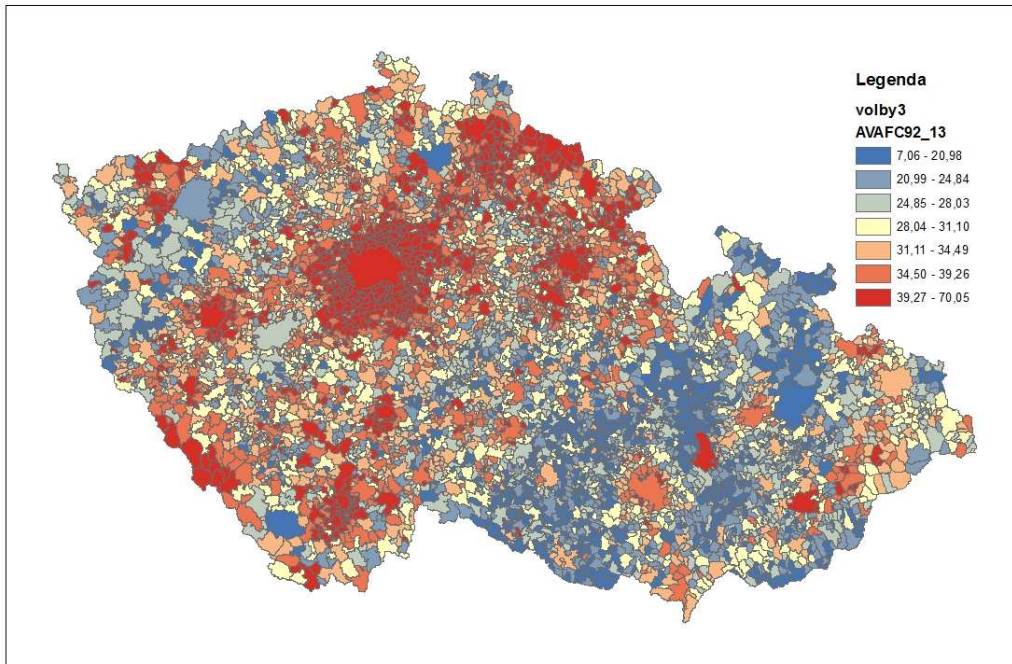 Legenda
volby3
AVAFC92_13
7,06 - 20,98
20,99 - 24,84
24,85 - 28,03
28,04 - 31,10
31,11 - 34,49
34,50 - 39,26
39,27 - 70,05